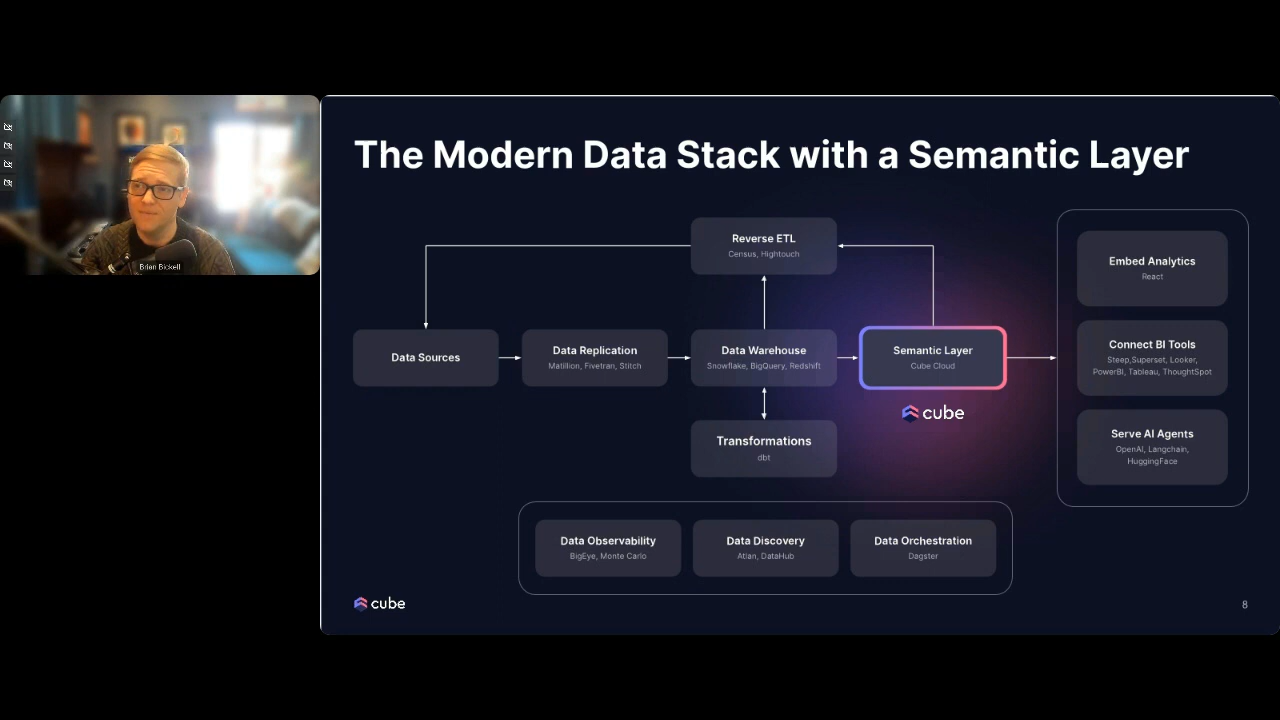 Brian Bickell
The Modern Data Stack with a Semantic Layer
Reverse ETL
Census, Hightouch
Data Sources
Data Replication
Matillion, Fivetran, Stitch
Data Warehouse
Snowflake, BigQuery, Redshift
Semantic Layer
Cube Cloud
cube
Transformations
dbt
Embed Analytics
React
Connect BI Tools
Steep,Superset, Looker,
PowerBI, Tableau, ThoughtSpot
Serve AI Agents
OpenAI, Langchain,
HuggingFace
Data Observability
BigEye, Monte Carlo
Data Discovery
Atlan, DataHub
Data Orchestration
Dagster
cube
8